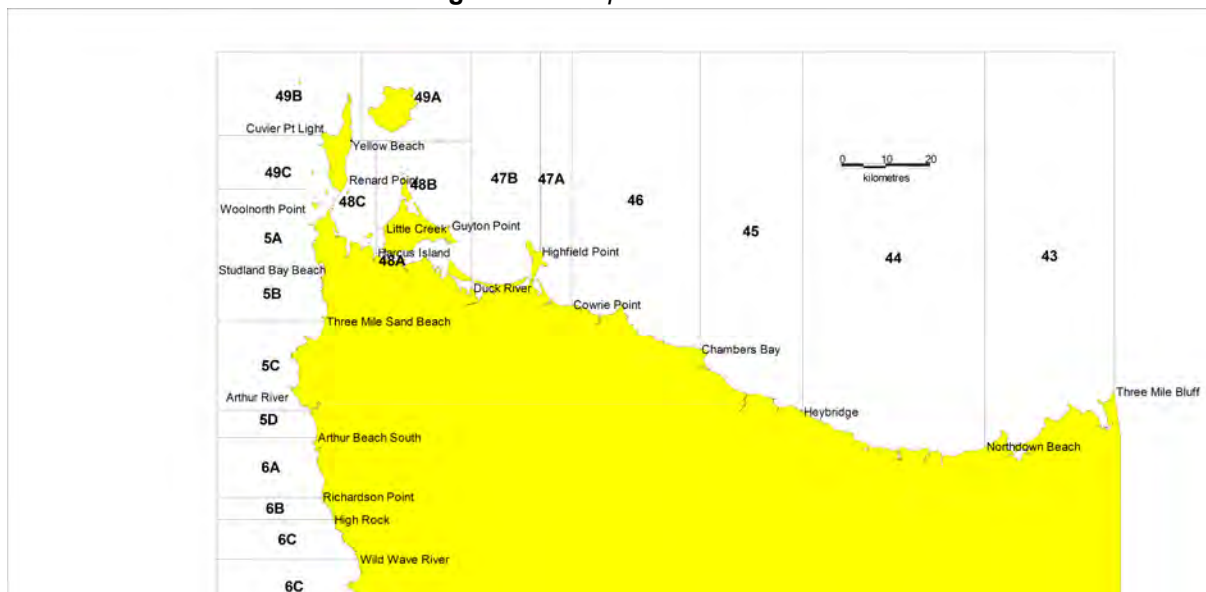 49B
49A
Cuvier Pt Light
Yellow Beach
0 10 20
kilometres
49C
Renard Point
48B
47B
47A
48C
46
Woolnorth Point
Little Creek
Guyton Point
45
5A
Harcus Island
Highfield Point
44
43
48A
Studland Bay Beach
5B
Duck River
Cowrie Point
Three Mile Sand Beach
Chambers Bay
5C
Arthur River
Three Mile Bluff
Heybridge
5D
Arthur Beach South
Northdown Beach
6A
Richardson Point
6B
High Rock
6C
Wild Wave River
6C